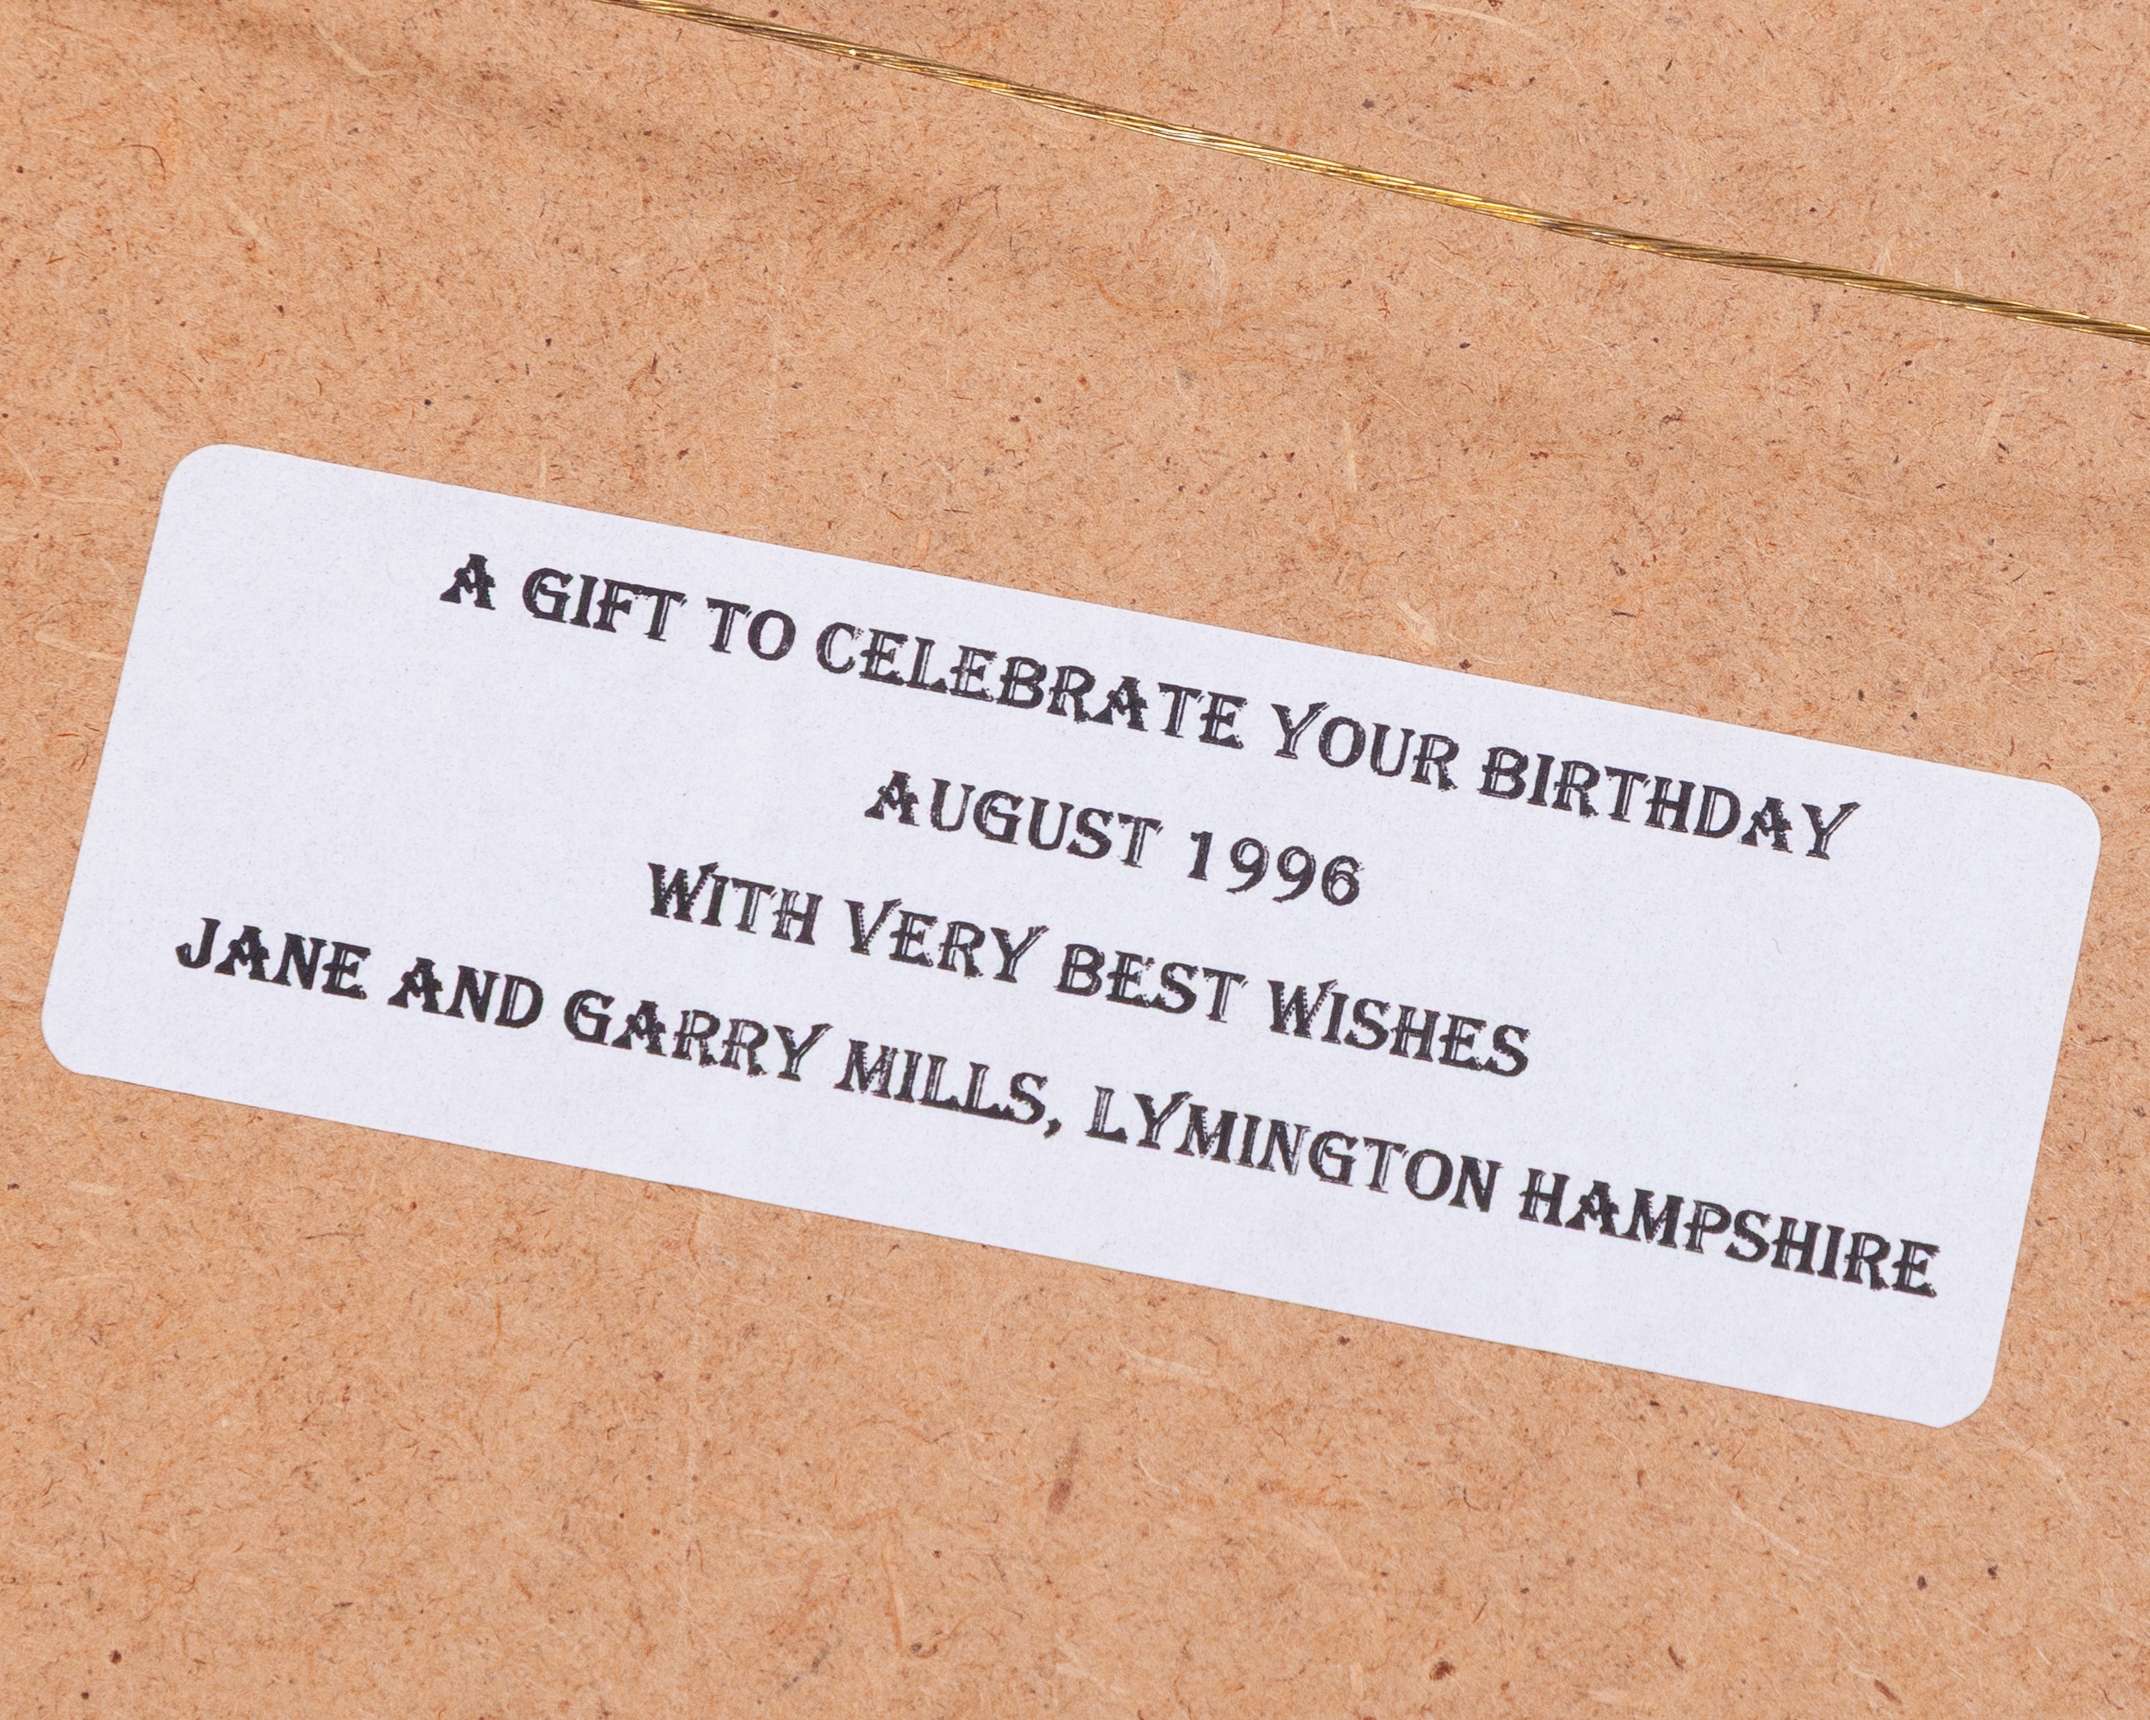 A GIFT TO CELEBRATE YOUR BIRTHDAY
AUGUST 1996
WITH VERY BEST WISHES
JANE AND GARRY MILLS, LYMINGTON HAMPSHIRE